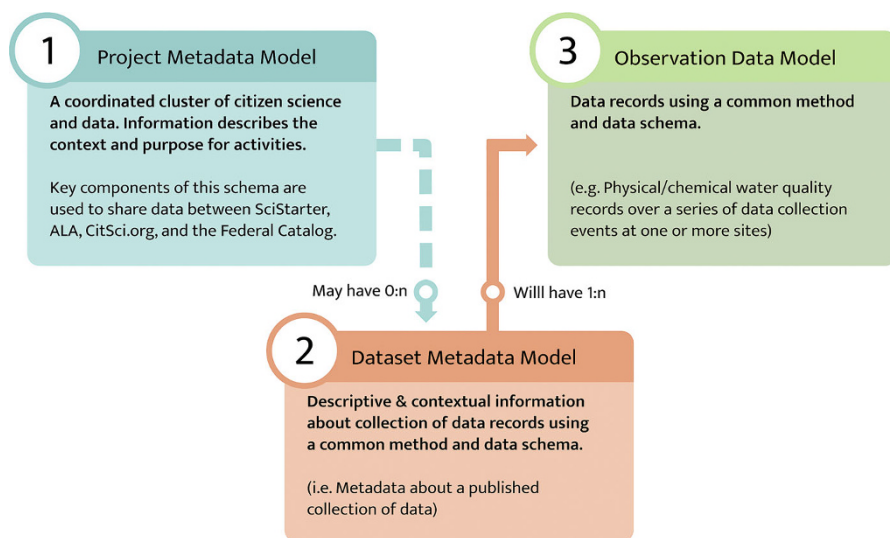 1
Project Metadata Model
A coordinated cluster of citizen science
and data. Information describes the
context and purpose for activities.
Key components of this schema are
used to share data between SciStarter,
ALA, CitSci.org, and the Federal Catalog.
3
Observation Data Model
Data records using a common method
and data schema.
(e.g. Physical/chemical water quality
records over a series of data collection
events at one or more sites)
May have 0:n
Willl have 1:n
2
Dataset Metadata Model
Descriptive & contextual information
about collection of data records using
a common method and data schema.
(i.e. Metadata about a published
collection of data)